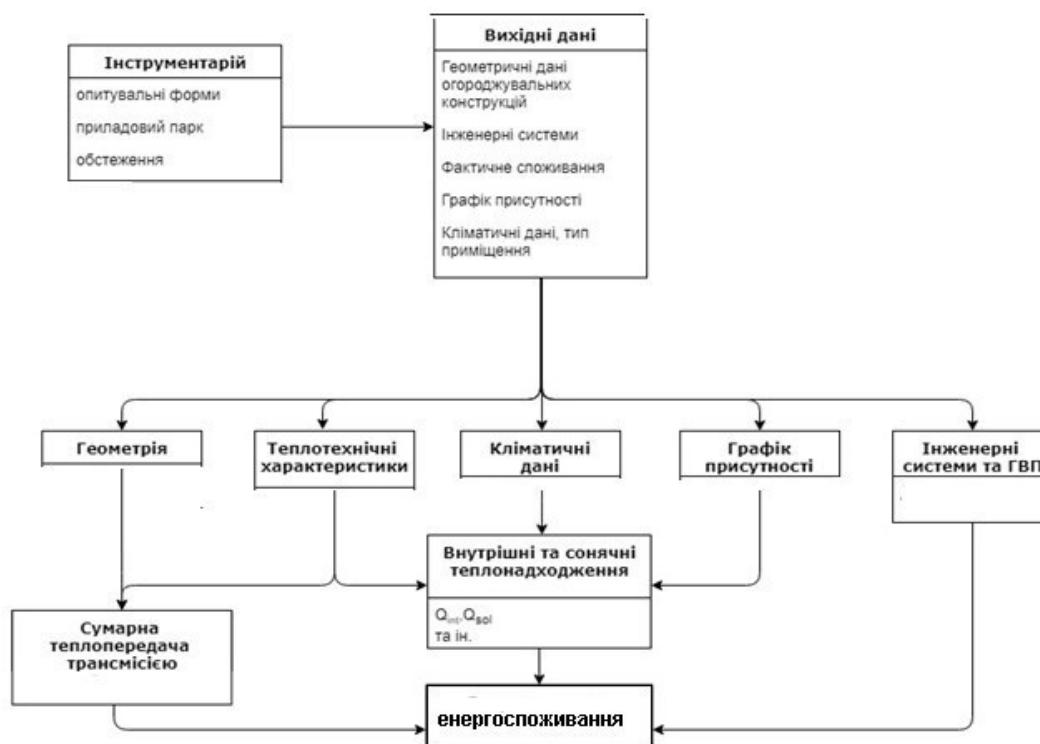 Інструментарій
опитувальні форми
приладовий парк
обстеження
Вихідні дані
Геометричні дані
огороджувальних
конструкцій
Інженерні системи
Фактичне споживання
Графік присутності
Кліматичні дані, тип
приміщення
Геометрія
Теплотехнічні
характеристики
Кліматичні
дані
Графік
присутності
Інженерні
системи та ГВП
Внутрішні та сонячні
теплонадходження
Qint,Qsol
та ін.
Сумарна
теплопередача
трансмісією
енергоспоживання